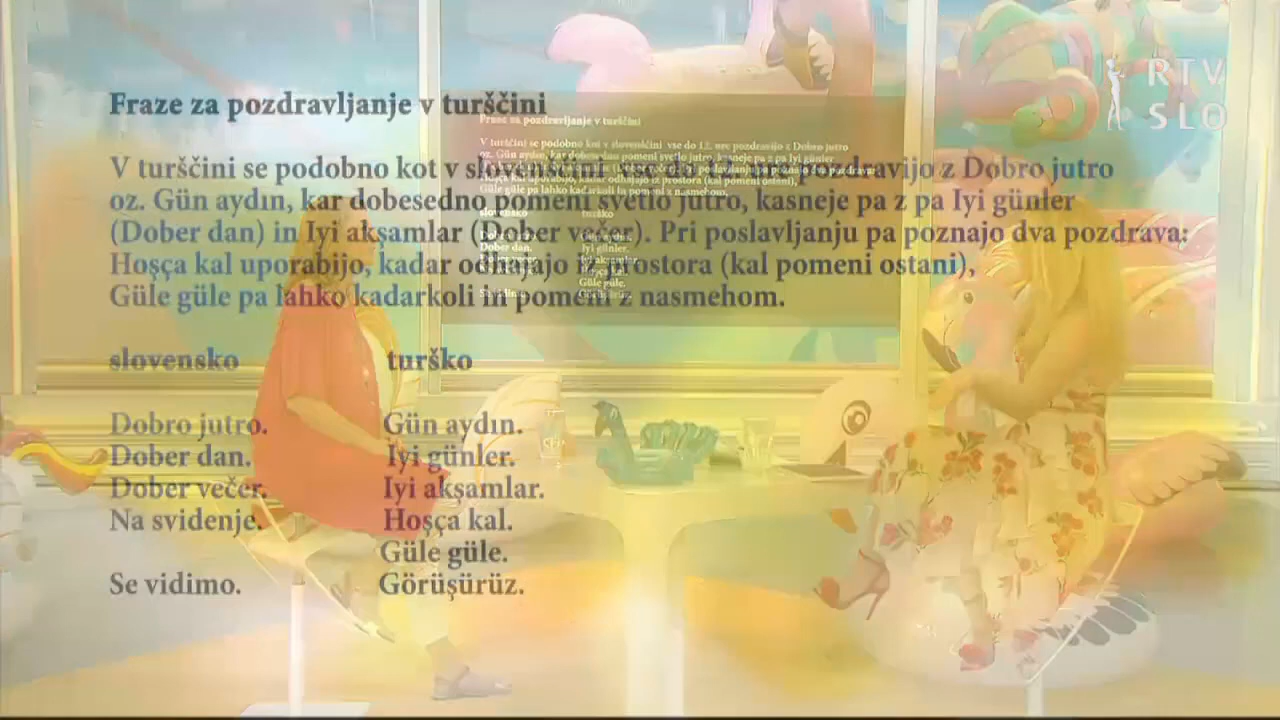 RTV
SLO
Fraze za pozdravljanje v turščini
V turščini se podobno kot v slovenščini vse do 12. ure pozdravijo z Dobro jutro
oz. Gün aydın, kar dobesedno pomeni svetlo jutro, kasneje pa z pa Iyi günler
(Dober dan) in Iyi akşamlar (Dober večer). Pri poslavljanju pa poznajo dva pozdrava:
Hoşça kal uporabijo, kadar odhajajo iz prostora (kal pomeni ostani),
Güle güle pa lahko kadarkoli in pomeni z nasmehom.
slovensko turško
Dobro jutro. Gün aydın.
Dober dan. Iyi günler.
Dober večer. Iyi akşamlar.
Na svidenje. Hoşça kal.
Güle güle.
Se vidimo. Görüşürüz.